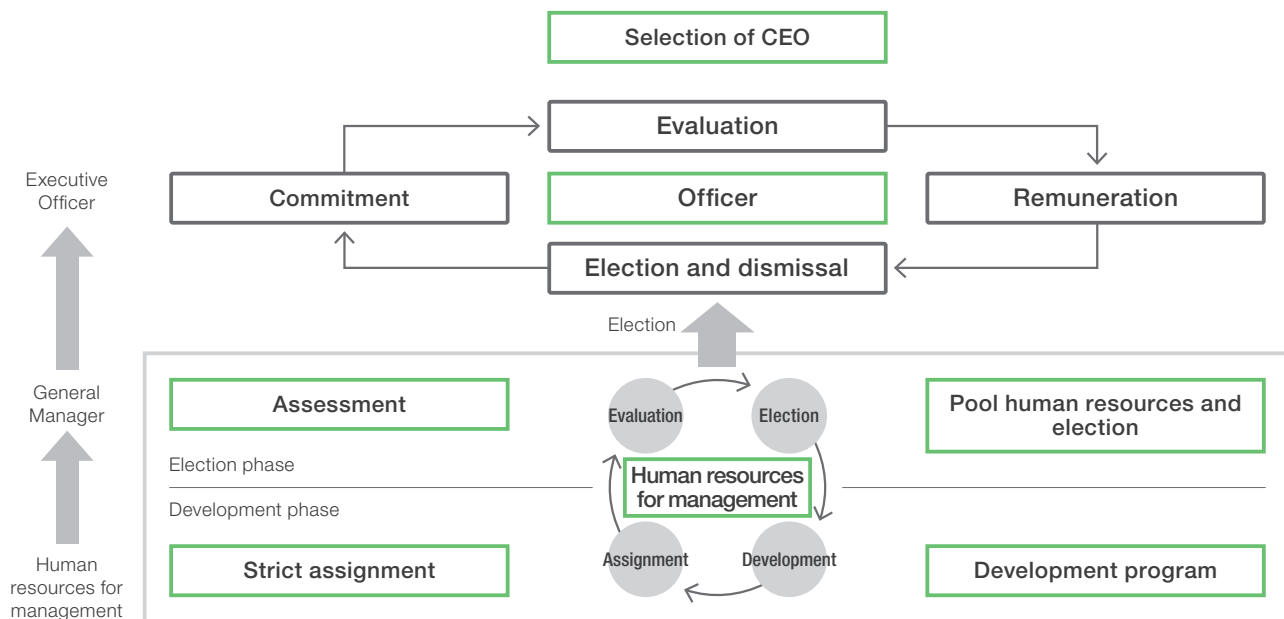 Selection of CEO
Evaluation
Executive
Officer
Commitment
Officer
Remuneration
Election and dismissal
Election
General
Manager
Assessment
Evaluation
Election
Pool human resources and
election
Election phase
Human resources
for management
Development phase
Human
resources for
management
Strict assignment
Assignment
Development
Development program